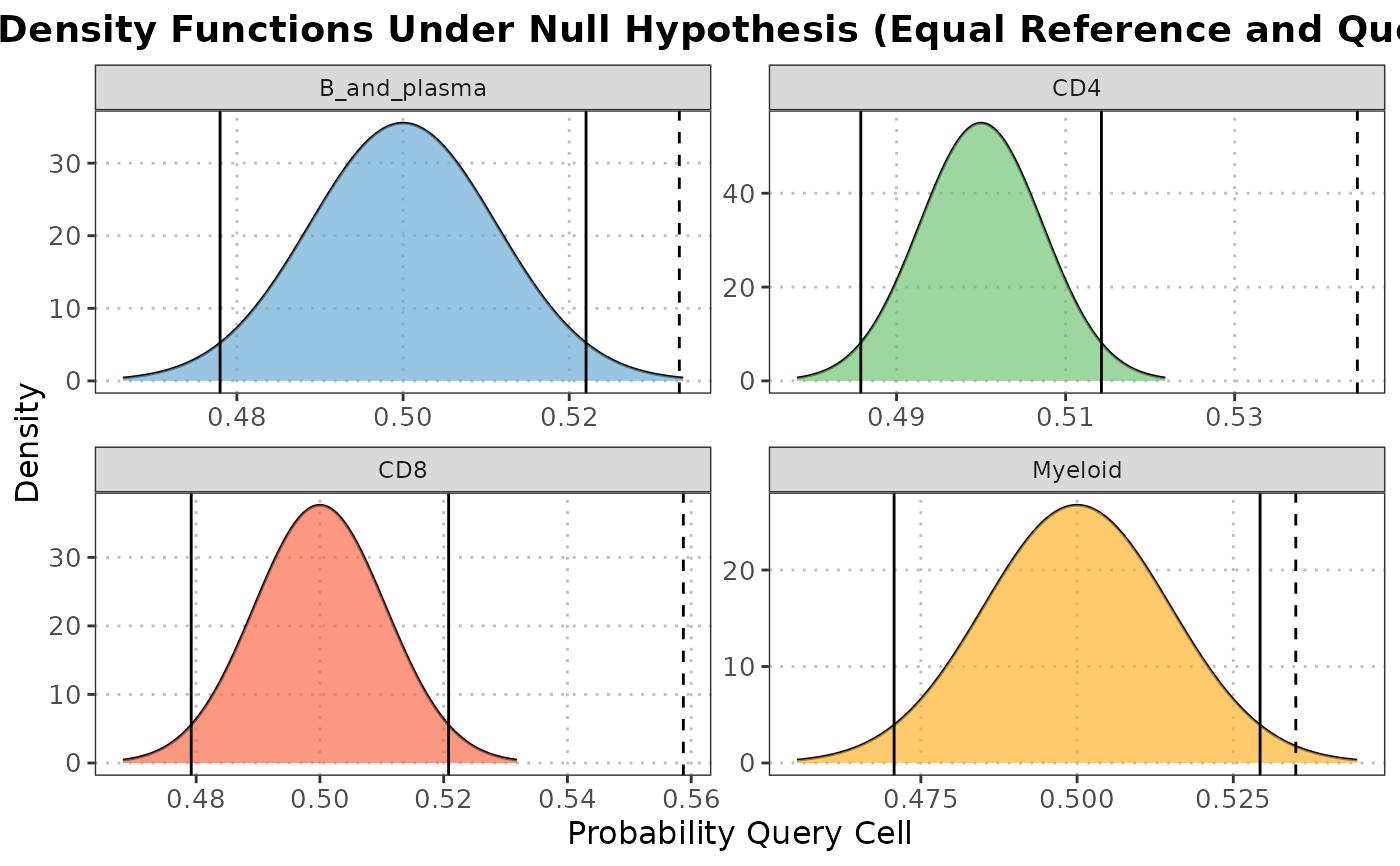 Density Functions Under Null Hypothesis (Equal Reference and
B_and_plasma
CD4
30
20
10
0
0.48 0.50 0.52
40
20
0
0.49 0.51 0.53
Density
CD8
Myeloid
30
20
10
0
0.48 0.50 0.52 0.54 0.56
20
10
0
0.475 0.500 0.525
Probability Query Cell